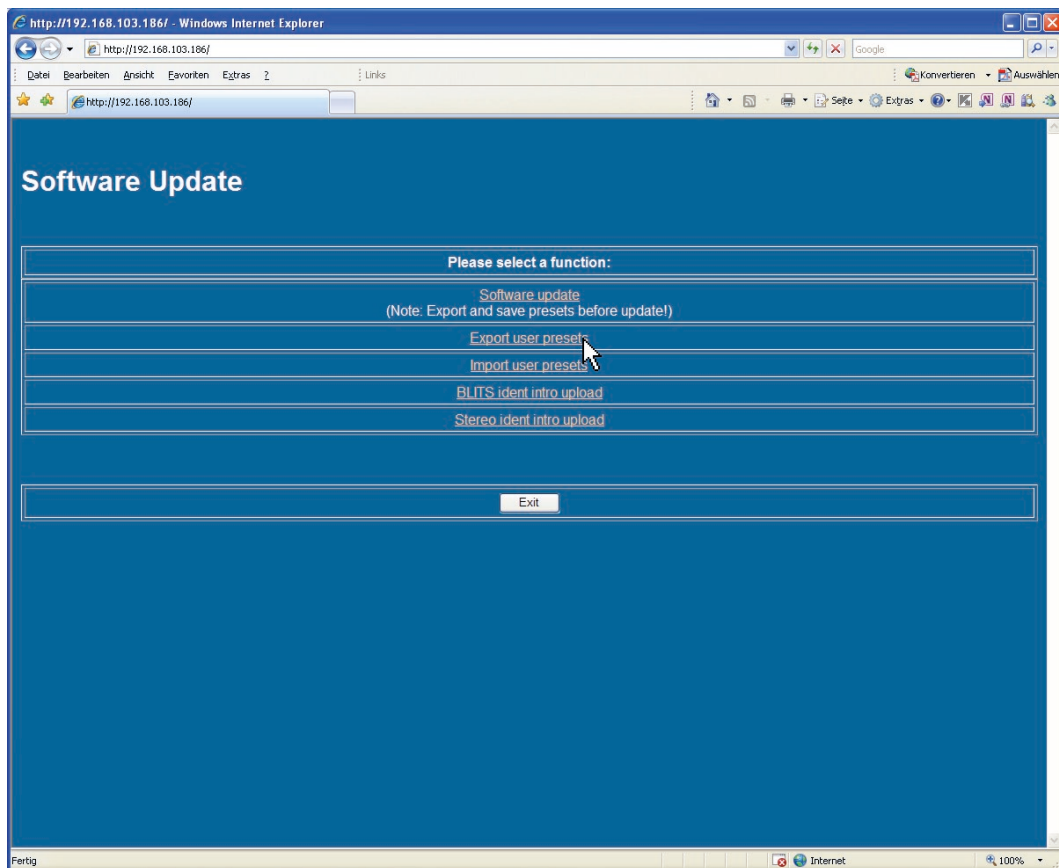 http://192.168.103.186/ - Windows Internet Explorer
http://192.168.103.186/
Google
Datei Bearbeiten Ansicht Favoriten Extras ? Links Konvertieren Auswählen
http://192.168.103.186/ Seite Extras
Software Update
Please select a function:
Software update
(Note: Export and save presets before update!)
Export user presets
Import user presets
BLITS ident intro upload
Stereo ident intro upload
Exit
Fertig Internet 100%